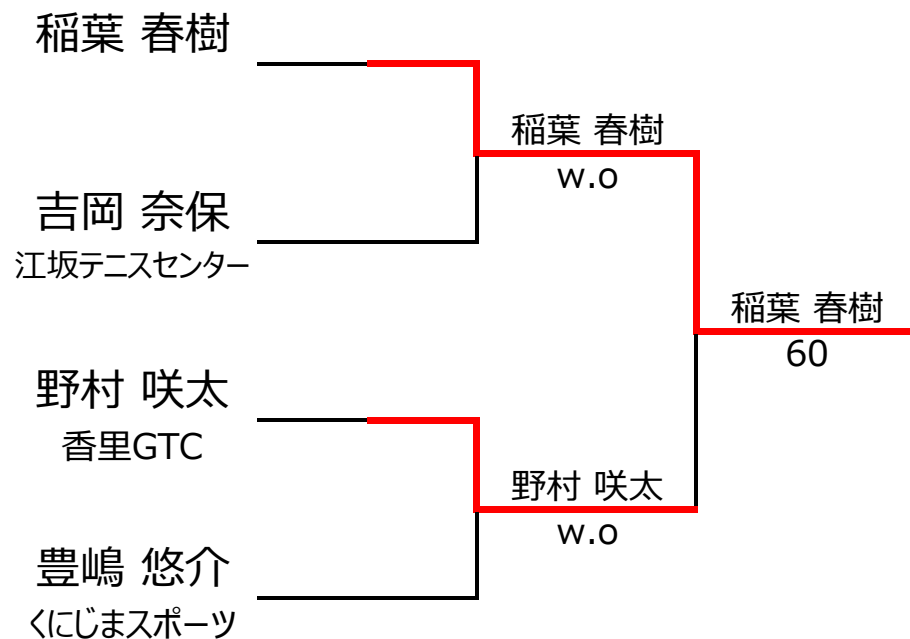 稲葉 春樹
吉岡 奈保
江坂テニスセンター
野村 咲太
香里GTC
豊嶋 悠介
くにじまスポーツ
稲葉 春樹
w.o
野村 咲太
w.o
稲葉 春樹
60